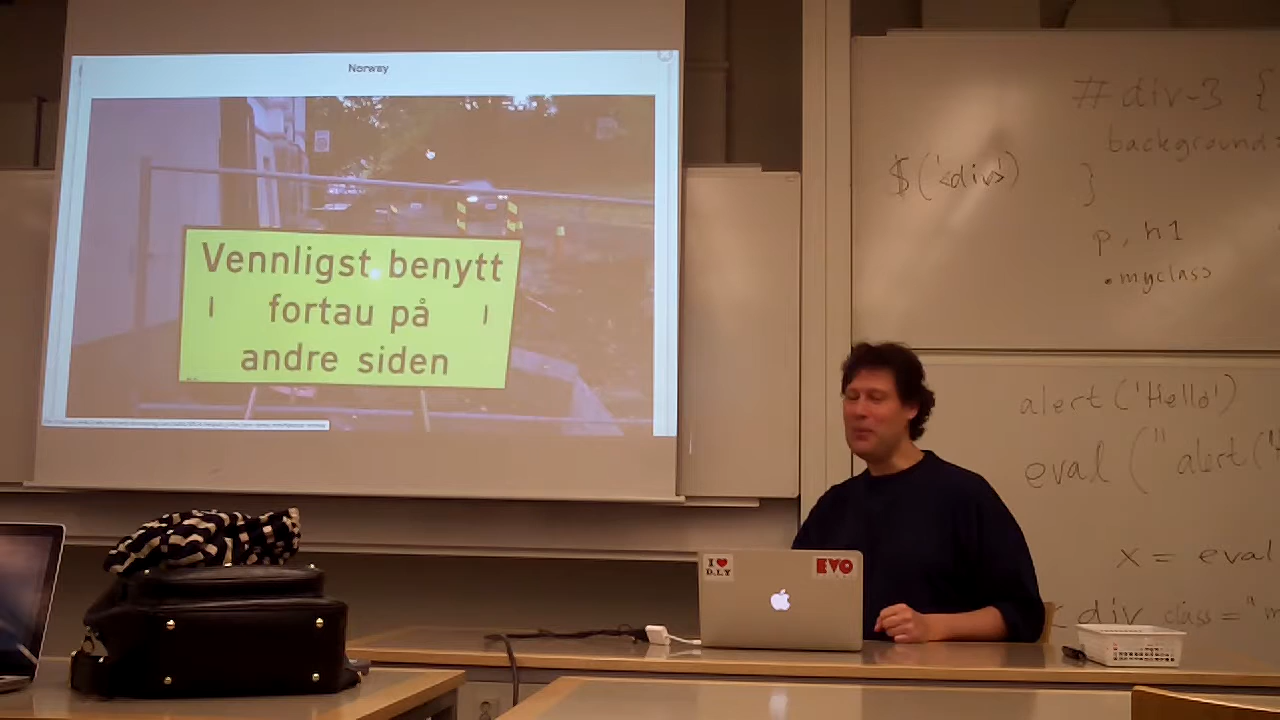 Norway
Vennligst benytt
fortau på
andre siden
# div-3 {
background:
$('<div>')
}
p, h1
.myclass
alert('Hello')
eval ("alert('
x = eval
div class="m
I ♥
D.I.Y
EVO